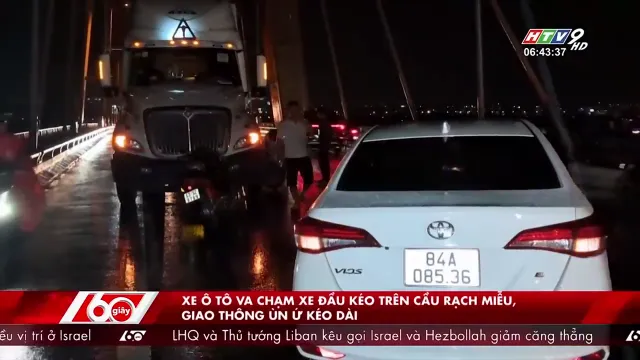 HTV9
HD
06:43:37
VIOS
84A
085.36
G
60
giây
XE Ô TÔ VA CHẠM XE ĐẦU KÉO TRÊN CẦU RẠCH MIỄU,
GIAO THÔNG ÙN Ứ KÉO DÀI
ều vị trí ở Israel
LHQ và Thủ tướng Liban kêu gọi Israel và Hezbollah giảm căng thẳng